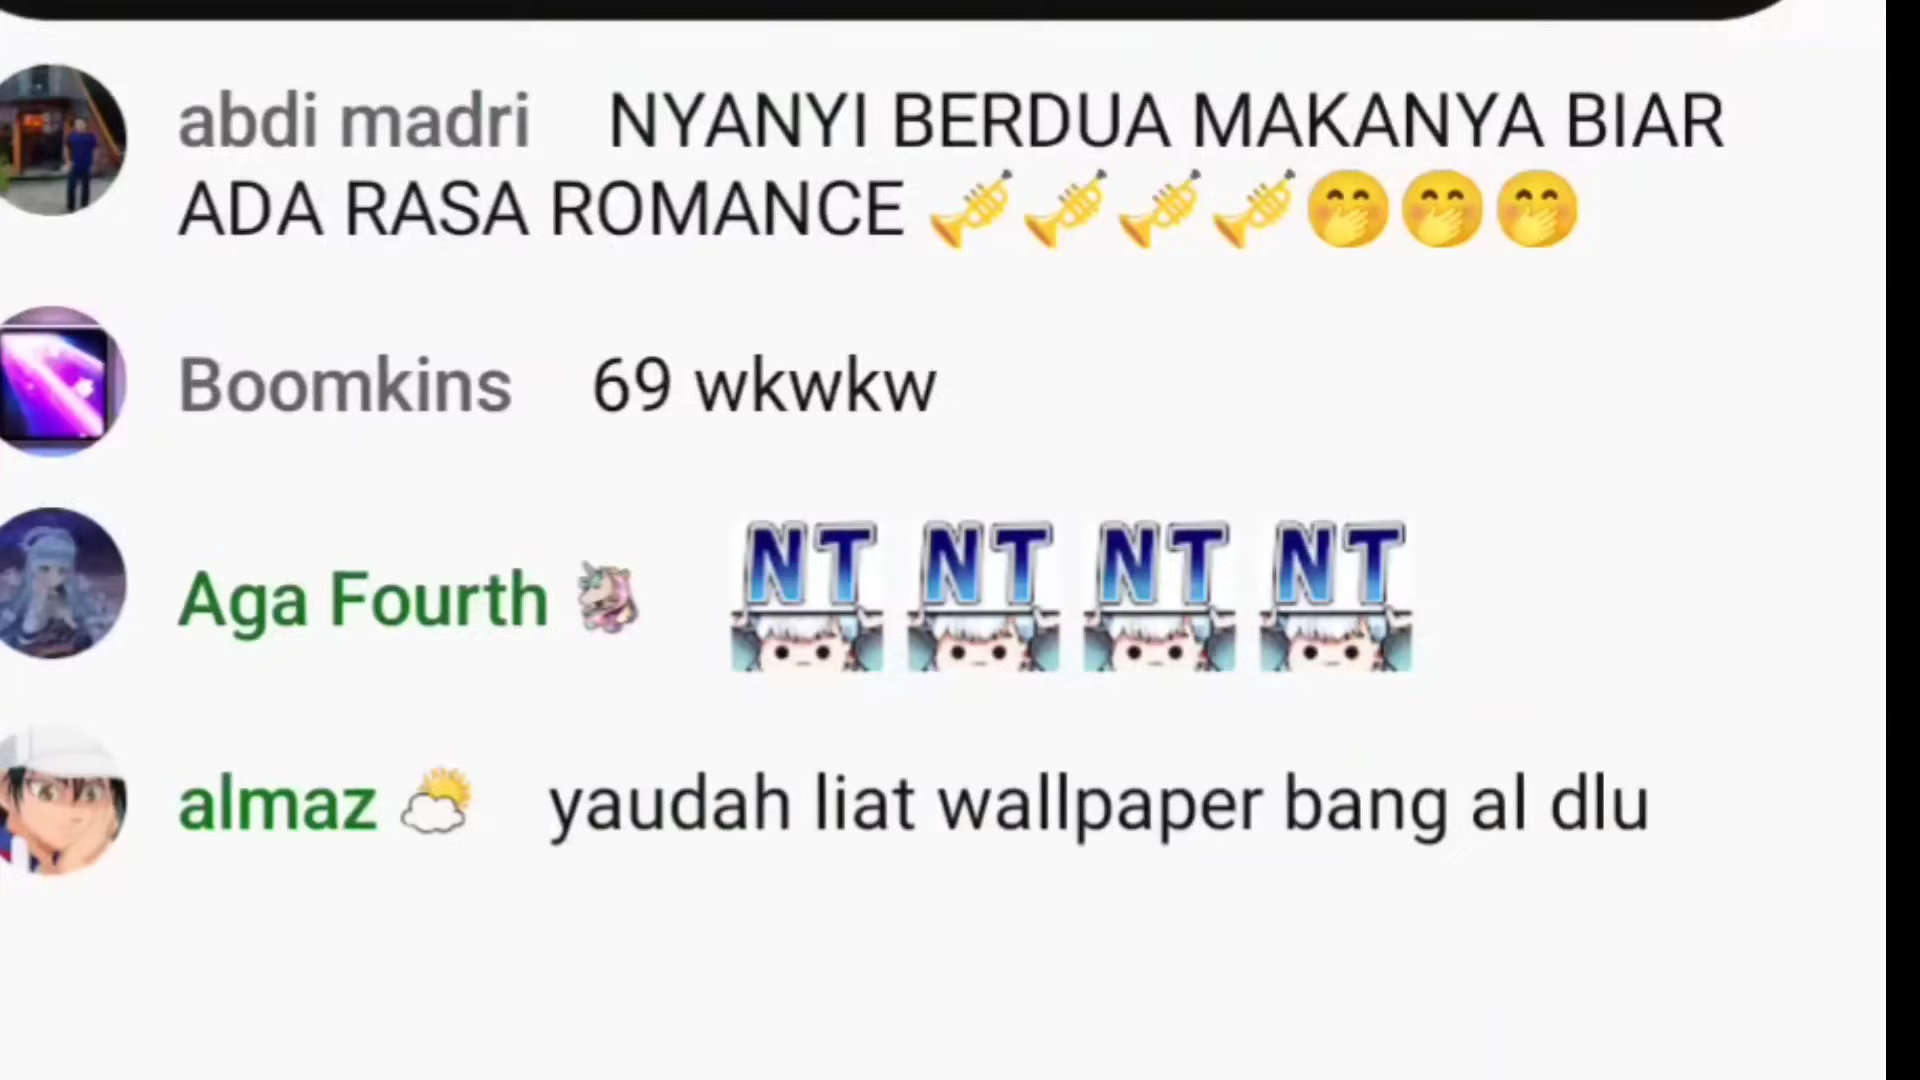 abdi madri NYANYI BERDUA MAKANYA BIAR
ADA RASA ROMANCE 🎺🎺🎺🎺🤭🤭🤭
Boomkins 69 wkwkw
Aga Fourth NT NT NT NT
almaz yaudah liat wallpaper bang al dlu